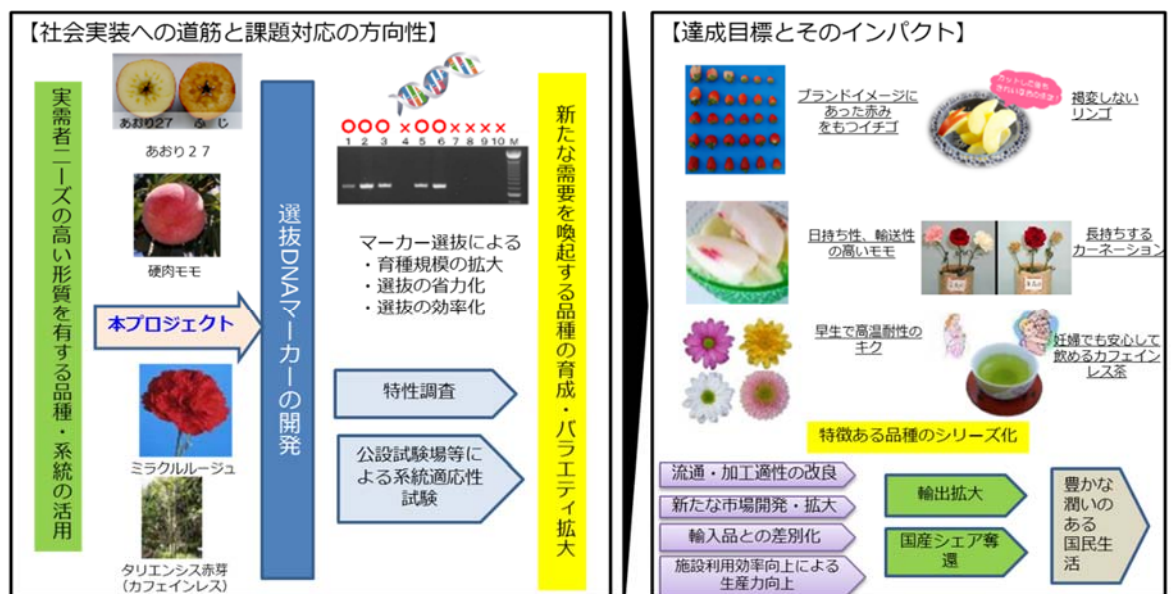 【社会実装への道筋と課題対応の方向性】
実需者ニーズの高い形質を有する品種・系統の活用
あおり27 ふじ
あおり２７
硬肉モモ
本プロジェクト
ミラクルルージュ
タリエンシス赤芽
（カフェインレス）
選抜DNAマーカーの開発
○○○×○○××××
1 2 3 4 5 6 7 8 9 10 M
マーカー選抜による
・育種規模の拡大
・選抜の省力化
・選抜の効率化
特性調査
公設試験場等に
よる系統適応性
試験
新たな需要を喚起する品種の育成・バラエティ拡大
【達成目標とそのインパクト】
ブランドイメージに
あった赤み
をもつイチゴ
カットした後も
きれい
褐変しない
リンゴ
日持ち性、輸送性
の高いモモ
長持ちする
カーネーション
早生で高温耐性の
キク
妊婦でも安心して
飲めるカフェイン
レス茶
特徴ある品種のシリーズ化
流通・加工適性の改良
新たな市場開発・拡大
輸入品との差別化
施設利用効率向上による
生産力向上
輸出拡大
国産シェア奪
還
豊かな
潤いの
ある
国民生
活